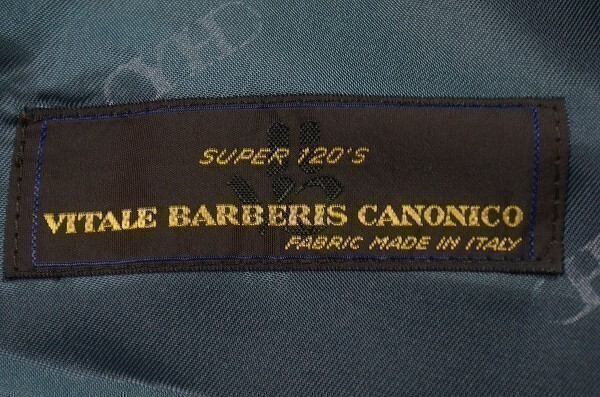 SUPER 120'S
VITALE BARBERIS CANONICO
FABRIC MADE IN ITALY